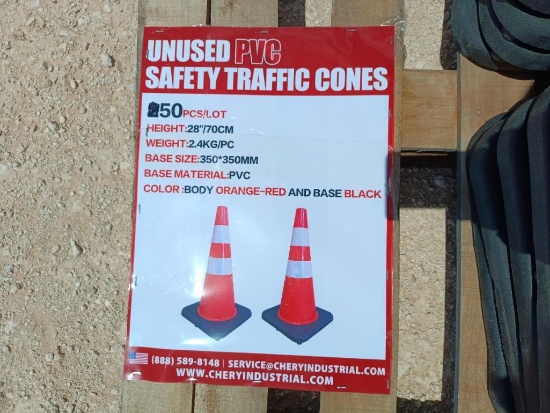 UNUSED PVC
SAFETY TRAFFIC CONES
250PCS/LOT
HEIGHT:28"/70CM
WEIGHT:2.4KG/PC
BASE SIZE:350*350MM
BASE MATERIAL:PVC
COLOR :BODY ORANGE-RED AND BASE BLACK
(888) 589-8148 | SERVICE@CHERYINDUSTRIAL.COM
WWW.CHERYINDUSTRIAL.COM